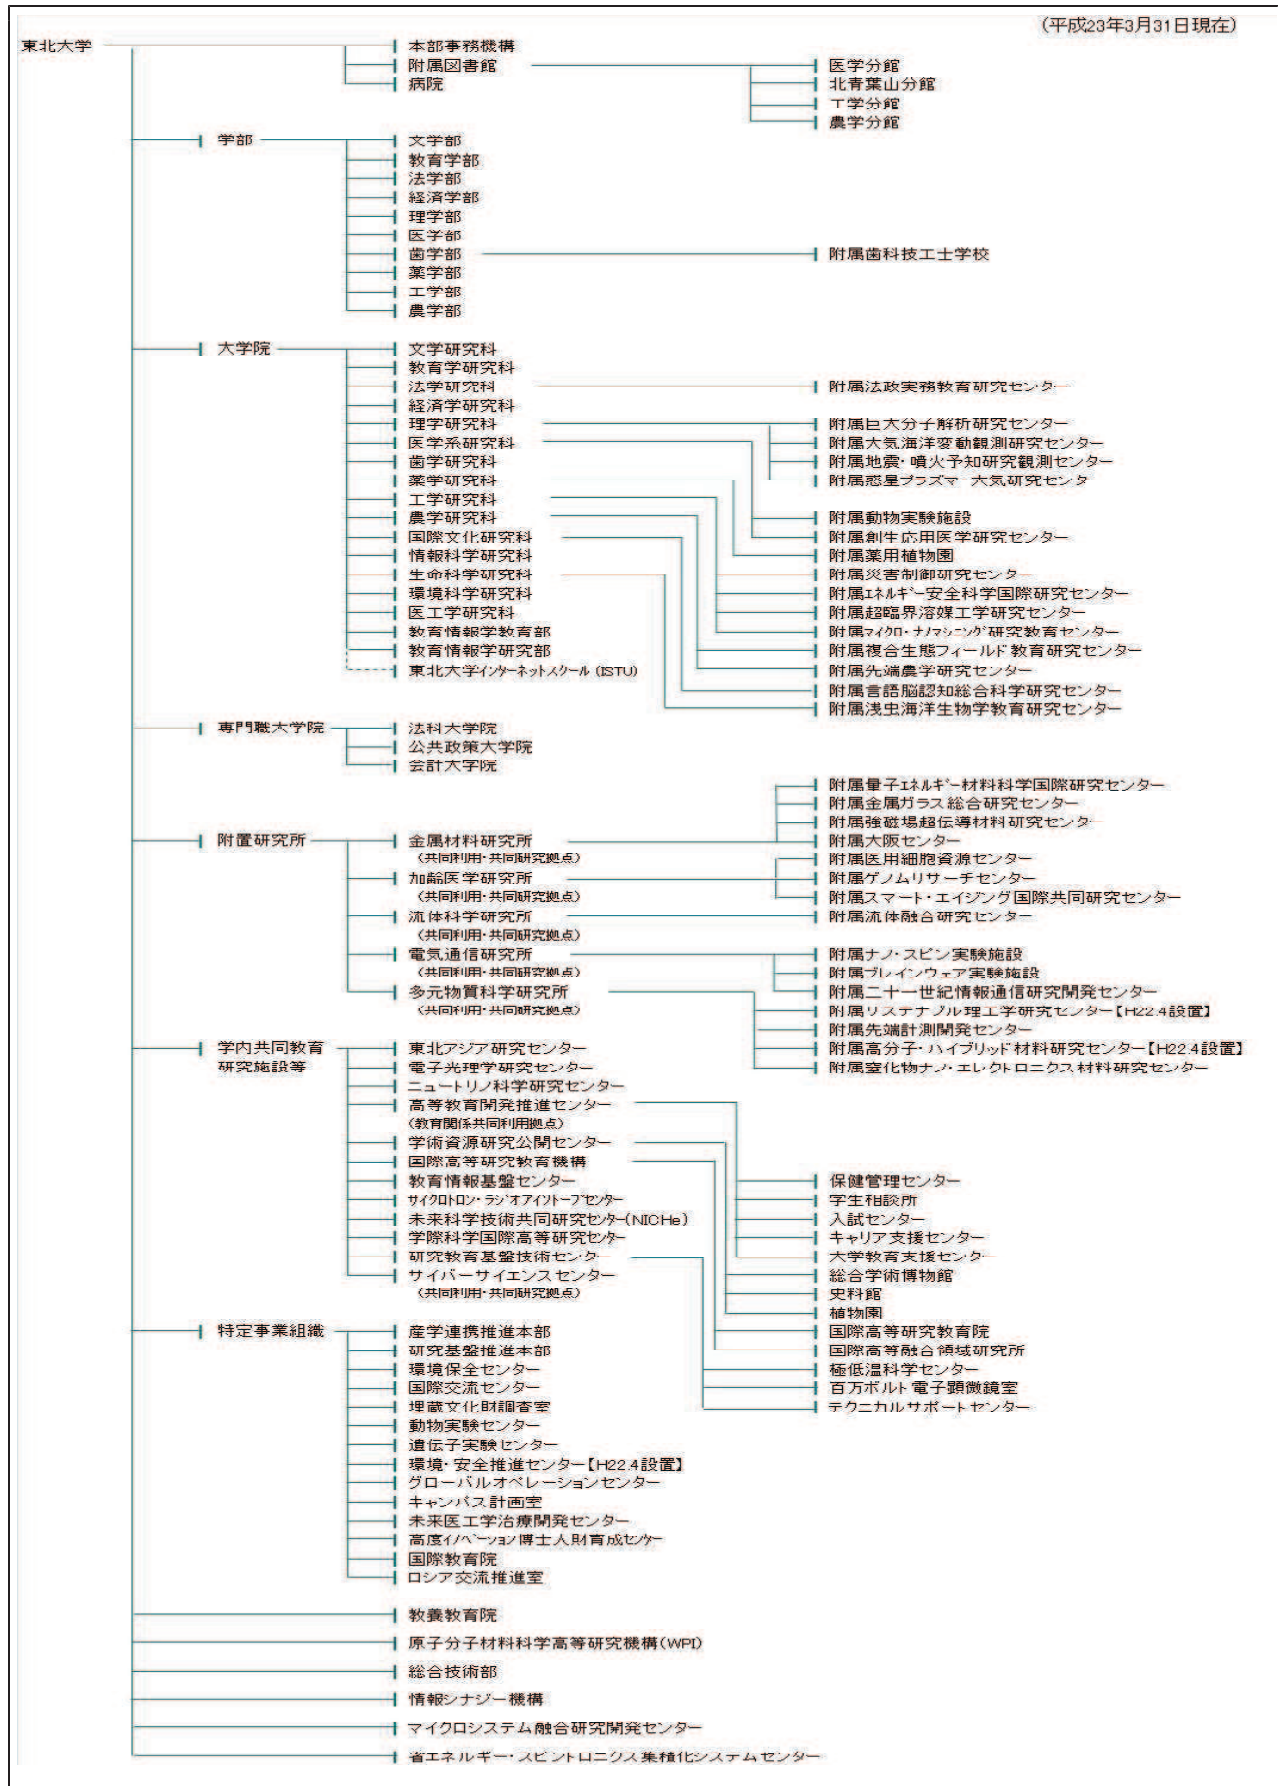 (平成23年3月31日現在)
東北大学
本部事務機構
附属図書館
医学分館
北青葉山分館
工学分館
農学分館
病院
学部
文学部
教育学部
法学部
経済学部
理学部
医学部
歯学部
附属歯科技工士学校
薬学部
工学部
農学部
大学院
文学研究科
教育学研究科
法学研究科
附属法政実務教育研究センター
経済学研究科
理学研究科
附属巨大分子解析研究センター
医学系研究科
附属大気海洋変動観測研究センター
歯学研究科
附属地震・噴火予知研究観測センター
薬学研究科
附属惑星プラズマ・大気研究センター
工学研究科
農学研究科
附属動物実験施設
国際文化研究科
附属創生応用医学研究センター
情報科学研究科
附属薬用植物園
生命科学研究科
附属災害制御研究センター
環境科学研究科
附属エネルギー安全科学国際研究センター
医工学研究科
附属超臨界溶媒工学研究センター
教育情報学教育部
附属マイクロ・ナノマシニング研究教育センター
教育情報学研究部
附属複合生態フィールド教育研究センター
東北大学インターネットスクール(ISTU)
附属先端農学研究センター
附属言語脳認知総合科学研究センター
附属浅虫海洋生物学教育研究センター
専門職大学院
法科大学院
公共政策大学院
会計大学院
附属量子エネルギー材料科学国際研究センター
附属金属ガラス総合研究センター
附属強磁場超伝導材料研究センター
附置研究所
金属材料研究所
附属大阪センター
(共同利用・共同研究拠点)
附属医用細胞資源センター
加齢医学研究所
附属ゲノムリサーチセンター
(共同利用・共同研究拠点)
附属スマート・エイジング国際共同研究センター
流体科学研究所
附属流体融合研究センター
(共同利用・共同研究拠点)
電気通信研究所
附属ナノ・スピン実験施設
(共同利用・共同研究拠点)
附属ブレインウェア実験施設
多元物質科学研究所
附属二十一世紀情報通信研究開発センター
(共同利用・共同研究拠点)
附属サステナブル理工学研究センター【H22.4設置】
附属先端計測開発センター
附属高分子・ハイブリッド材料研究センター【H22.4設置】
附属窒化物ナノ・エレクトロニクス材料研究センター
学内共同教育
研究施設等
東北アジア研究センター
電子光理学研究センター
ニュートリノ科学研究センター
高等教育開発推進センター
(教育関係共同利用拠点)
学術資源研究公開センター
国際高等研究教育機構
教育情報基盤センター
保健管理センター
サイクロトロン・ラジオアイソトープセンター
学生相談所
未来科学技術共同研究センター(NICHe)
入試センター
学際科学国際高等研究センター
キャリア支援センター
研究教育基盤技術センター
大学教育支援センター
サイバーサイエンスセンター
総合学術博物館
(共同利用・共同研究拠点)
史料館
植物園
特定事業組織
産学連携推進本部
国際高等研究教育院
研究基盤推進本部
国際高等融合領域研究所
環境保全センター
極低温科学センター
国際交流センター
百万ボルト電子顕微鏡室
埋蔵文化財調査室
テクニカルサポートセンター
動物実験センター
遺伝子実験センター
環境・安全推進センター【H22.4設置】
グローバルオペレーションセンター
キャンパス計画室
未来医工学治療開発センター
高度イノベーション博士人財育成センター
国際教育院
ロシア交流推進室
教養教育院
原子分子材料科学高等研究機構(WPI)
総合技術部
情報シナジー機構
マイクロシステム融合研究開発センター
省エネルギー・スピントロニクス集積化システムセンター